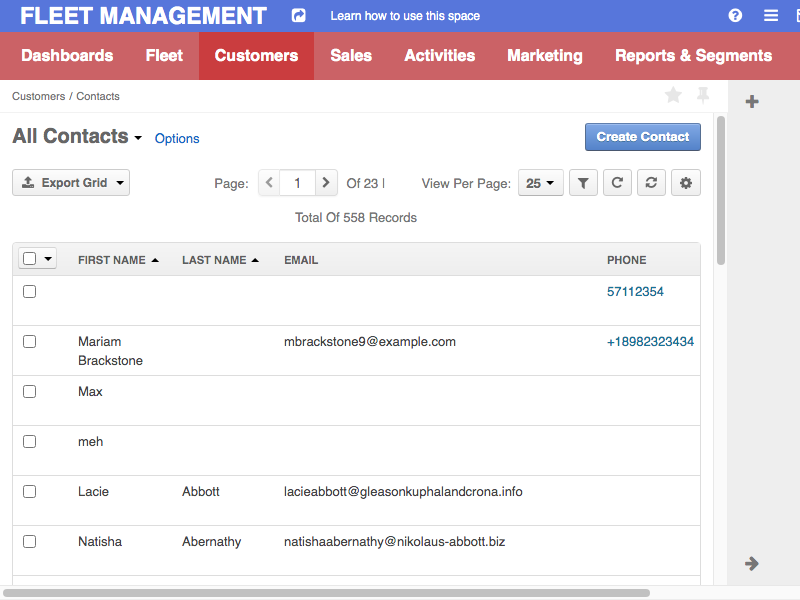 FLEET MANAGEMENT Learn how to use this space
Dashboards Fleet Customers Sales Activities Marketing Reports & Segments
Customers / Contacts
All Contacts Options Create Contact
Export Grid Page: 1 Of 23 | View Per Page: 25
Total Of 558 Records
FIRST NAME LAST NAME EMAIL PHONE
57112354
Mariam mbrackstone9@example.com +18982323434
Brackstone
Max
meh
Lacie Abbott lacieabbott@gleasonkuphalandcrona.info
Natisha Abernathy natishaabernathy@nikolaus-abbott.biz